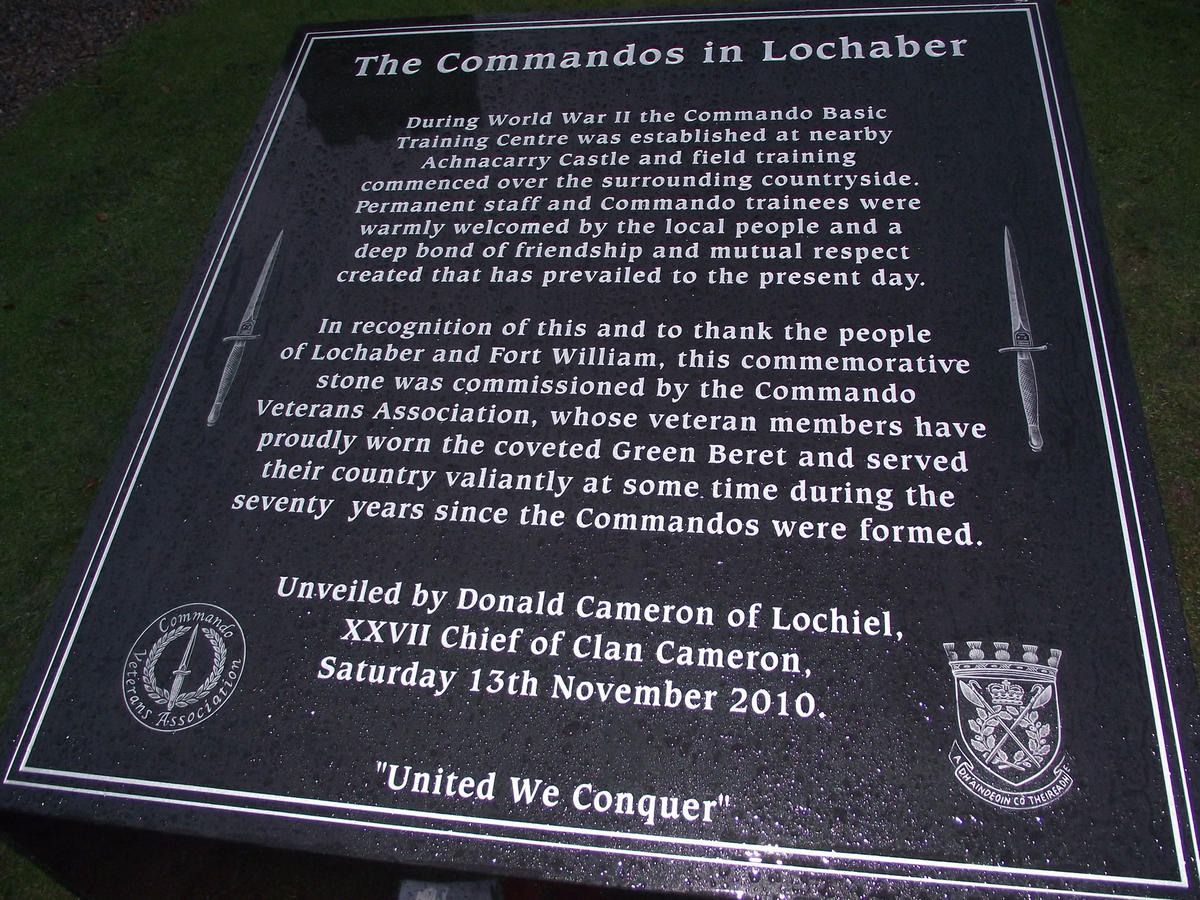 The Commandos in Lochaber
During World War II the Commando Basic
Training Centre was established at nearby
Achnacarry Castle and field training
commenced over the surrounding countryside.
Permanent staff and Commando trainees were
warmly welcomed by the local people and a
deep bond of friendship and mutual respect
created that has prevailed to the present day.
In recognition of this and to thank the people
of Lochaber and Fort William, this commemorative
stone was commissioned by the Commando
Veterans Association, whose veteran members have
proudly worn the coveted Green Beret and served
their country valiantly at some time during the
seventy years since the Commandos were formed.
Unveiled by Donald Cameron of Lochiel,
XXVII Chief of Clan Cameron,
Saturday 13th November 2010.
Commando
Veterans Association
A DHAINDEOIN CÓ THEIREADH E
"United We Conquer"